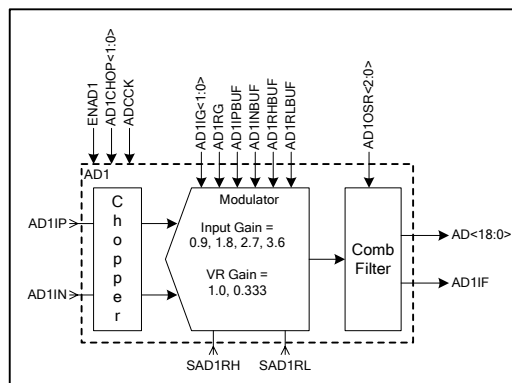 ENAD1
AD1CHOP<1:0>
ADCCK
AD1IG<1:0>
AD1RG
AD1IPBUF
AD1INBUF
AD1RHBUF
AD1RLBUF
AD1OSR<2:0>
AD1
AD1IP
AD1IN
Chopper
Modulator
Input Gain =
0.9, 1.8, 2.7, 3.6
VR Gain =
1.0, 0.333
Comb
Filter
AD<18:0>
AD1IF
SAD1RH
SAD1RL